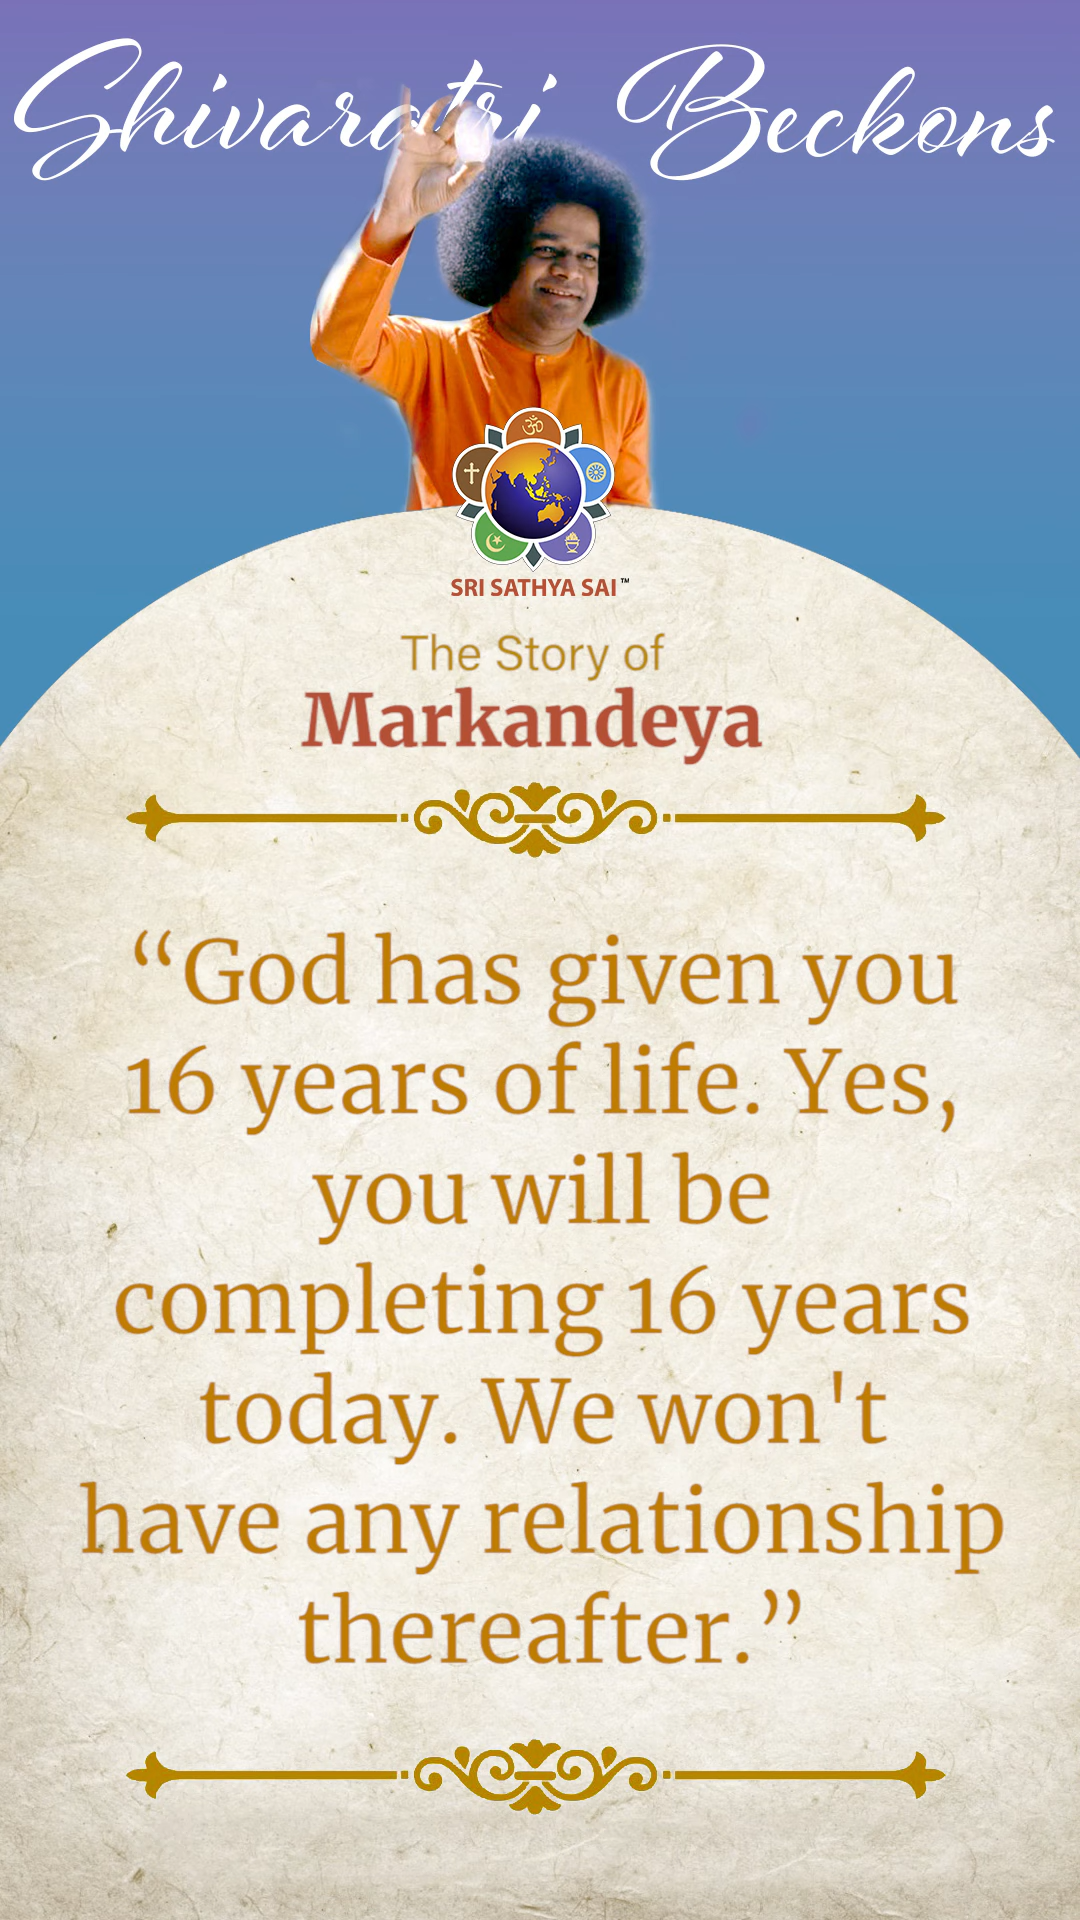 Shivaratri Beckons
SRI SATHYA SAI™
The Story of
Markandeya
“God has given you
16 years of life. Yes,
you will be
completing 16 years
today. We won't
have any relationship
thereafter.”